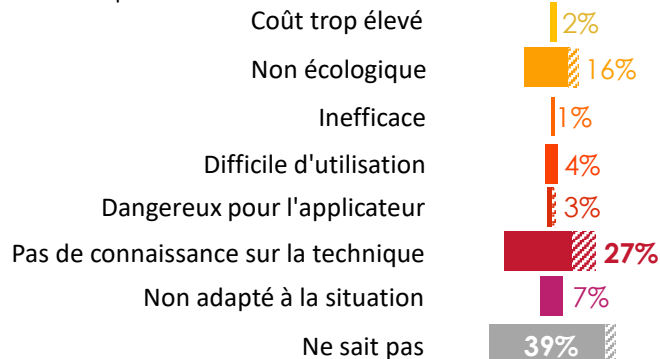 Coût trop élevé 2%
Non écologique 16%
Inefficace 1%
Difficile d'utilisation 4%
Dangereux pour l'applicateur 3%
Pas de connaissance sur la technique 27%
Non adapté à la situation 7%
Ne sait pas 39%